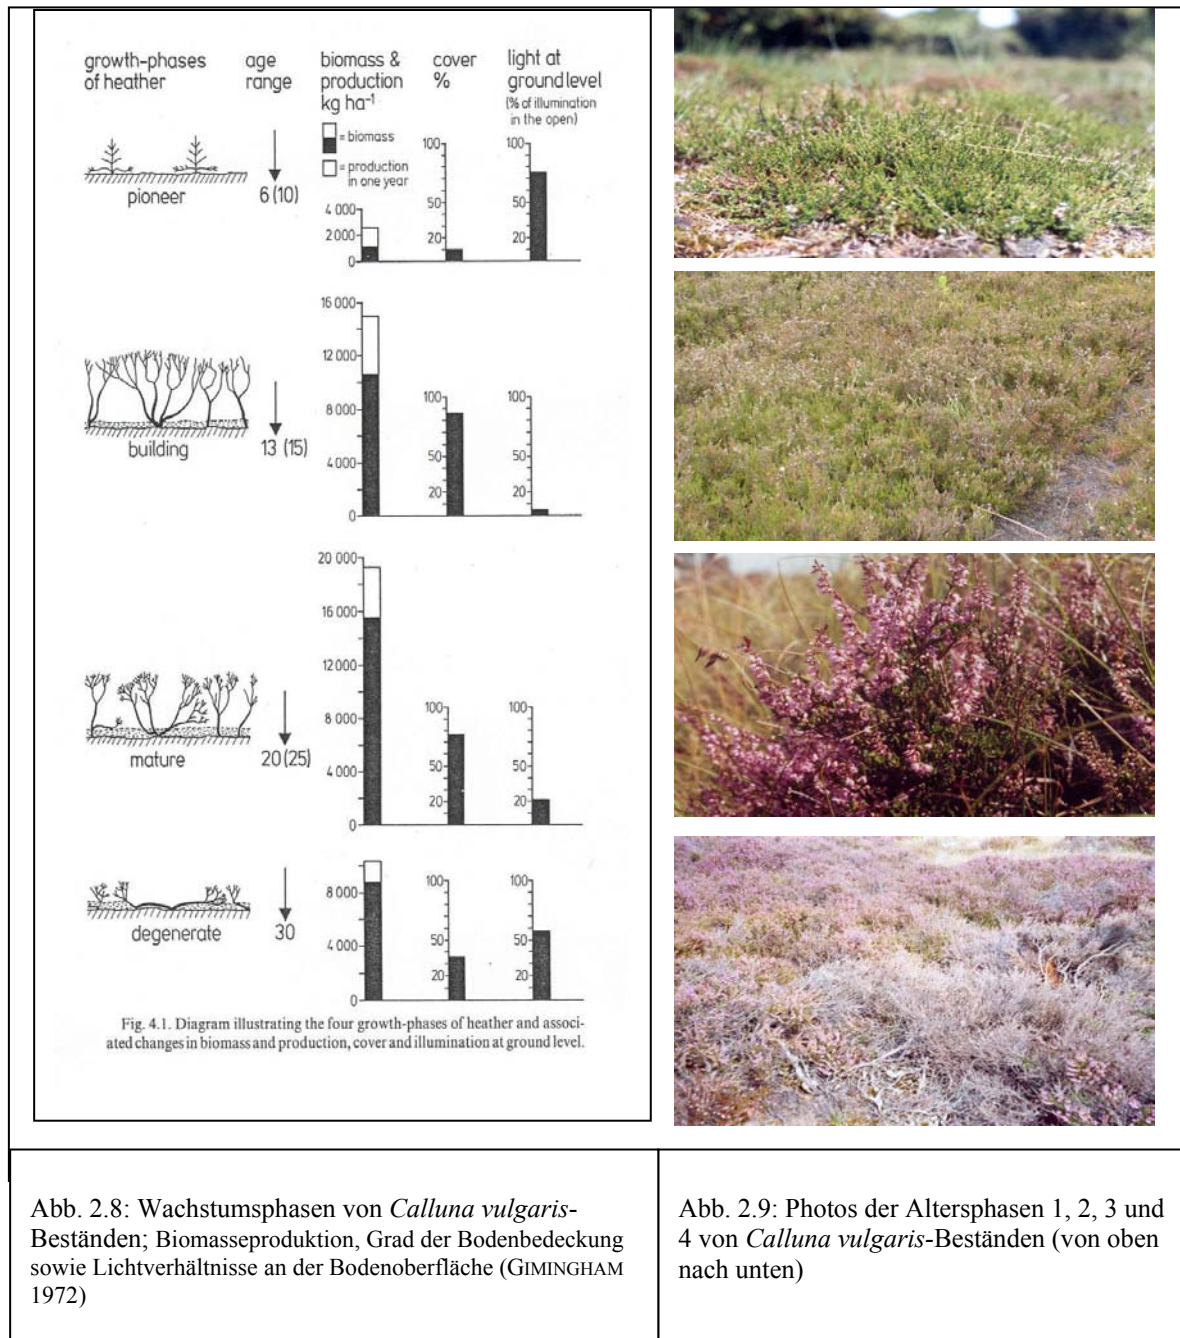 growth-phases of heather
age range
biomass & production kg ha⁻¹
cover %
light at ground level
(% of illumination in the open)
= biomass
= production in one year
pioneer
6 (10)
4 000
2000
0
100
50
20
100
50
20
building
13 (15)
16 000
12 000
8 000
4 000
0
100
50
20
100
50
20
mature
20 (25)
20 000
16 000
12 000
8 000
4 000
0
100
50
20
100
50
20
degenerate
30
8 000
4 000
0
100
50
20
100
50
20
Fig. 4.1. Diagram illustrating the four growth-phases of heather and associ-
ated changes in biomass and production, cover and illumination at ground level.
Abb. 2.8: Wachstumsphasen von Calluna vulgaris-
Beständen; Biomasseproduktion, Grad der Bodenbedeckung
sowie Lichtverhältnisse an der Bodenoberfläche (GIMINGHAM
1972)
Abb. 2.9: Photos der Altersphasen 1, 2, 3 und
4 von Calluna vulgaris-Beständen (von oben
nach unten)